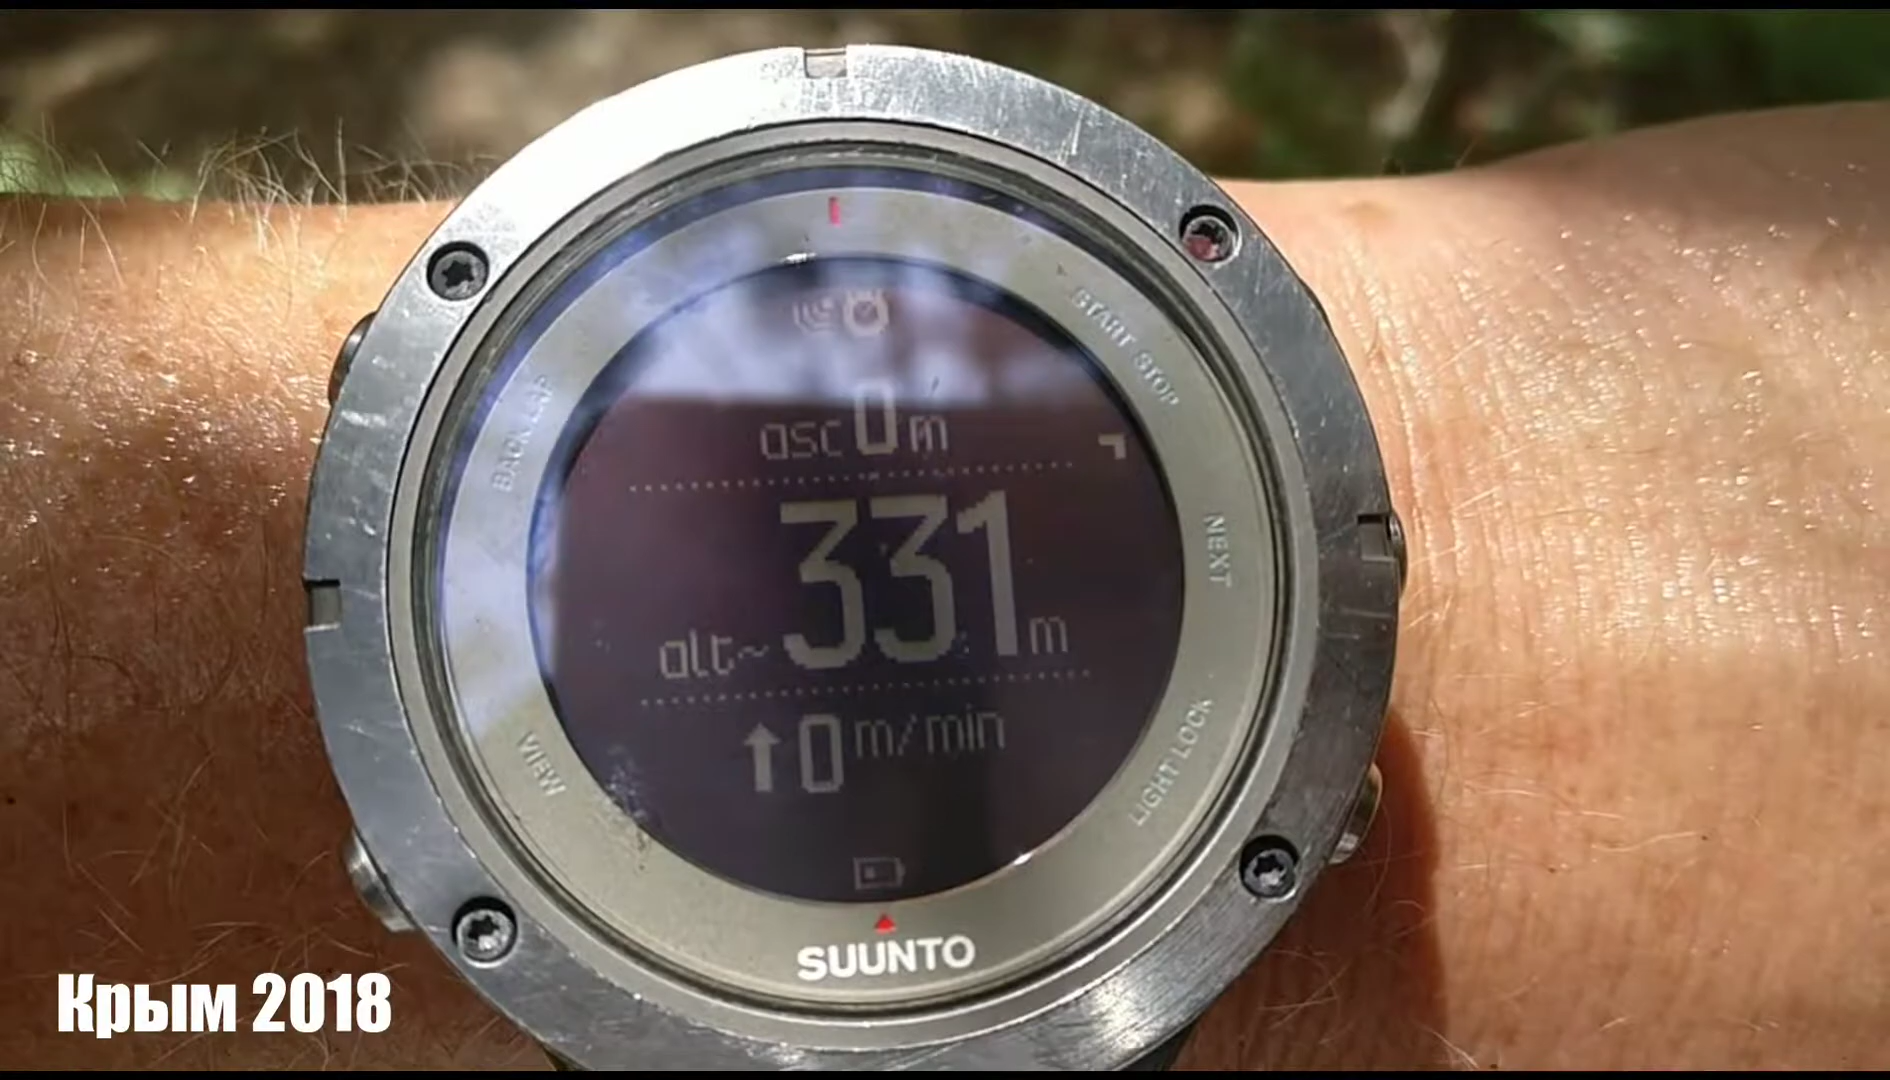 START STOP
BACK LAP
asc 0 m
NEXT
alt~ 331 m
↑ 0 m/min
VIEW
LIGHT LOCK
SUUNTO
Крым 2018